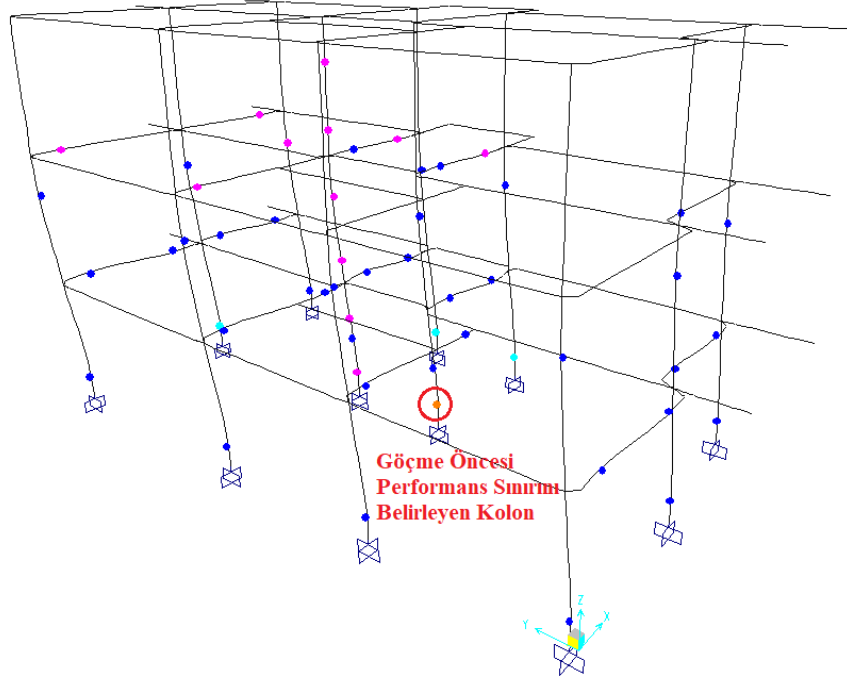 Göçme Öncesi
Performans Sınırını
Belirleyen Kolon
Z
Y
X